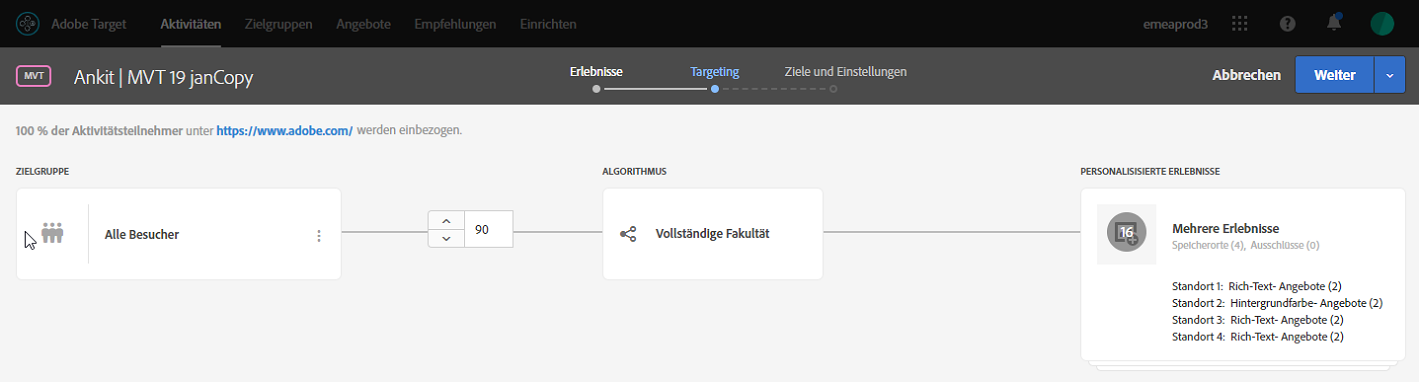 Adobe Target Aktivitäten Zielgruppen Angebote Empfehlungen Einrichten emeaprod3
MVT Ankit | MVT 19 janCopy Erlebnisse Targeting Ziele und Einstellungen Abbrechen Weiter
100 % der Aktivitätsteilnehmer unter https://www.adobe.com/ werden einbezogen.
ZIELGRUPPE ALGORITHMUS PERSONALISIERTE ERLEBNISSE
Alle Besucher 90 Vollständige Fakultät
16 Mehrere Erlebnisse
Speicherorte (4), Ausschlüsse (0)
Standort 1: Rich-Text- Angebote (2)
Standort 2: Hintergrundfarbe- Angebote (2)
Standort 3: Rich-Text- Angebote (2)
Standort 4: Rich-Text- Angebote (2)